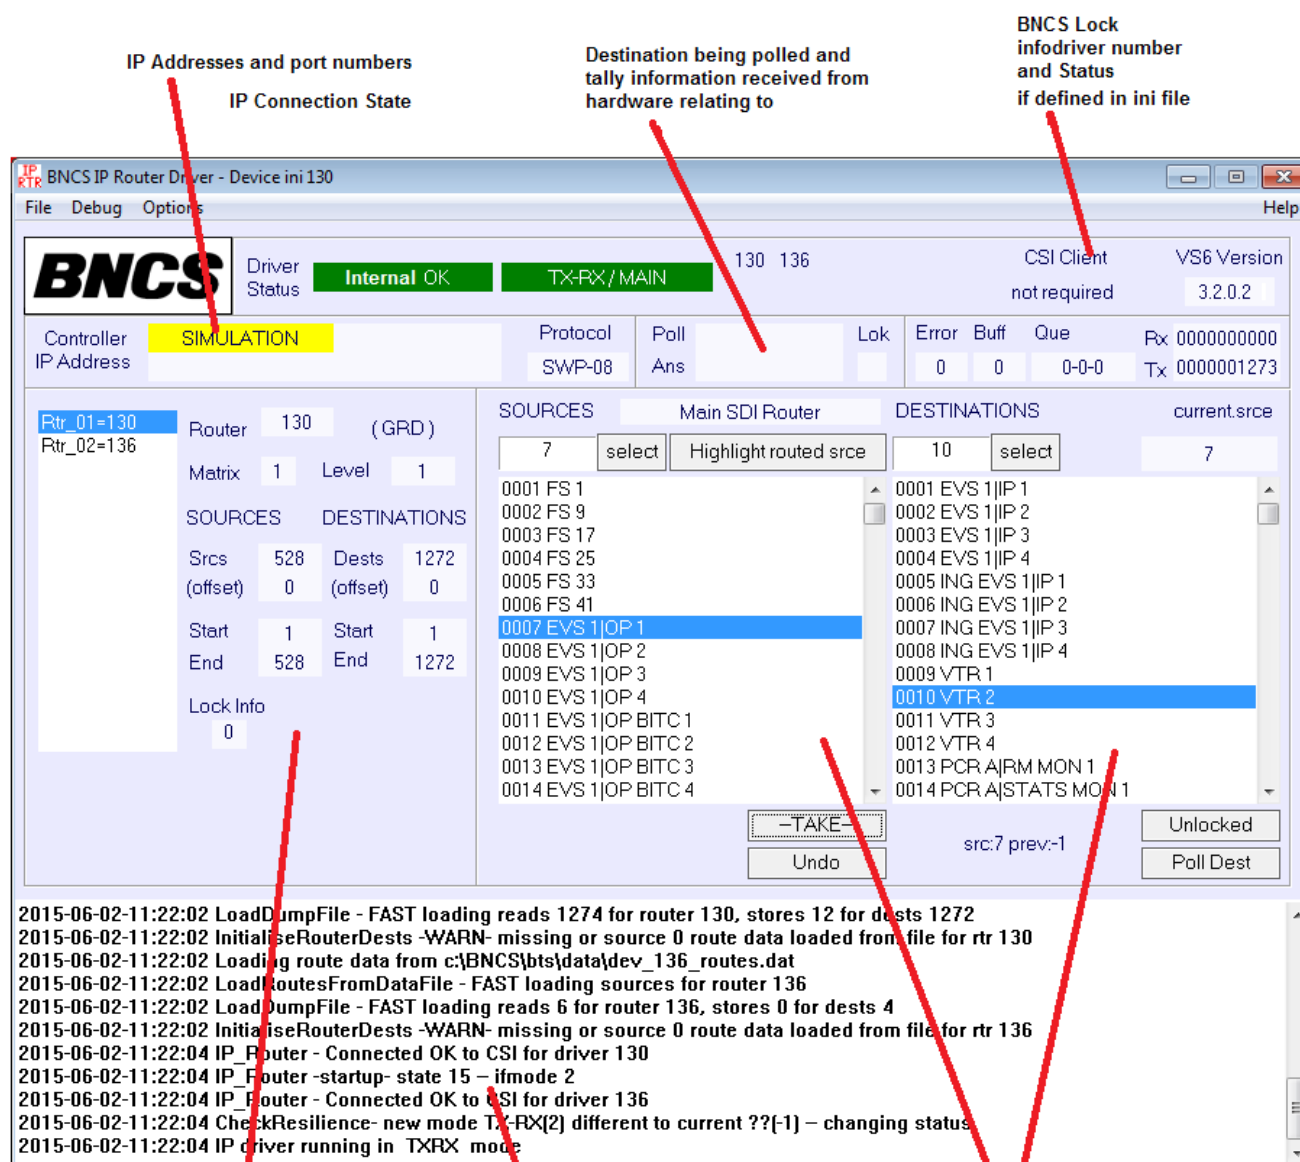 BNCS Lock
infodriver number
and Status
if defined in ini file
IP Addresses and port numbers
IP Connection State
Destination being polled and
tally information received from
hardware relating to
IP RTR BNCS IP Router Driver - Device ini 130
File Debug Options Help
BNCS
Driver Status
Internal OK
TX-RX / MAIN
130 136
CSI Client
not required
VS6 Version
3.2.0.2
Controller
IP Address
SIMULATION
Protocol
SWP-08
Poll
Ans
Lok
Error Buff Que
0 0 0-0-0
Rx 0000000000
Tx 0000001273
Rtr_01=130
Rtr_02=136
Router 130 (GRD)
Matrix 1 Level 1
SOURCES DESTINATIONS
Srcs 528 Dests 1272
(offset) 0 (offset) 0
Start 1 Start 1
End 528 End 1272
Lock Info
0
SOURCES Main SDI Router
7 select Highlight routed srce
0001 FS 1
0002 FS 9
0003 FS 17
0004 FS 25
0005 FS 33
0006 FS 41
0007 EVS 1|OP 1
0008 EVS 1|OP 2
0009 EVS 1|OP 3
0010 EVS 1|OP 4
0011 EVS 1|OP BITC 1
0012 EVS 1|OP BITC 2
0013 EVS 1|OP BITC 3
0014 EVS 1|OP BITC 4
DESTINATIONS current.srce
10 select 7
0001 EVS 1|IP 1
0002 EVS 1|IP 2
0003 EVS 1|IP 3
0004 EVS 1|IP 4
0005 ING EVS 1|IP 1
0006 ING EVS 1|IP 2
0007 ING EVS 1|IP 3
0008 ING EVS 1|IP 4
0009 VTR 1
0010 VTR 2
0011 VTR 3
0012 VTR 4
0013 PCR A|RM MON 1
0014 PCR A|STATS MON 1
--TAKE--
Undo
src:7 prev:-1
Unlocked
Poll Dest
2015-06-02-11:22:02 LoadDumpFile - FAST loading reads 1274 for router 130, stores 12 for dests 1272
2015-06-02-11:22:02 InitialiseRouterDests -WARN- missing or source 0 route data loaded from file for rtr 130
2015-06-02-11:22:02 Loading route data from c:\BNCS\bts\data\dev_136_routes.dat
2015-06-02-11:22:02 LoadRoutesFromDataFile - FAST loading sources for router 136
2015-06-02-11:22:02 LoadDumpFile - FAST loading reads 6 for router 136, stores 0 for dests 4
2015-06-02-11:22:02 InitialiseRouterDests -WARN- missing or source 0 route data loaded from file for rtr 136
2015-06-02-11:22:04 IP_Router - Connected OK to CSI for driver 130
2015-06-02-11:22:04 IP_Router -startup- state 15 -- ifmode 2
2015-06-02-11:22:04 IP_Router - Connected OK to CSI for driver 136
2015-06-02-11:22:04 CheckResilience- new mode TX-RX(2) different to current ??(-1) -- changing status
2015-06-02-11:22:04 IP driver running in TXRX mode